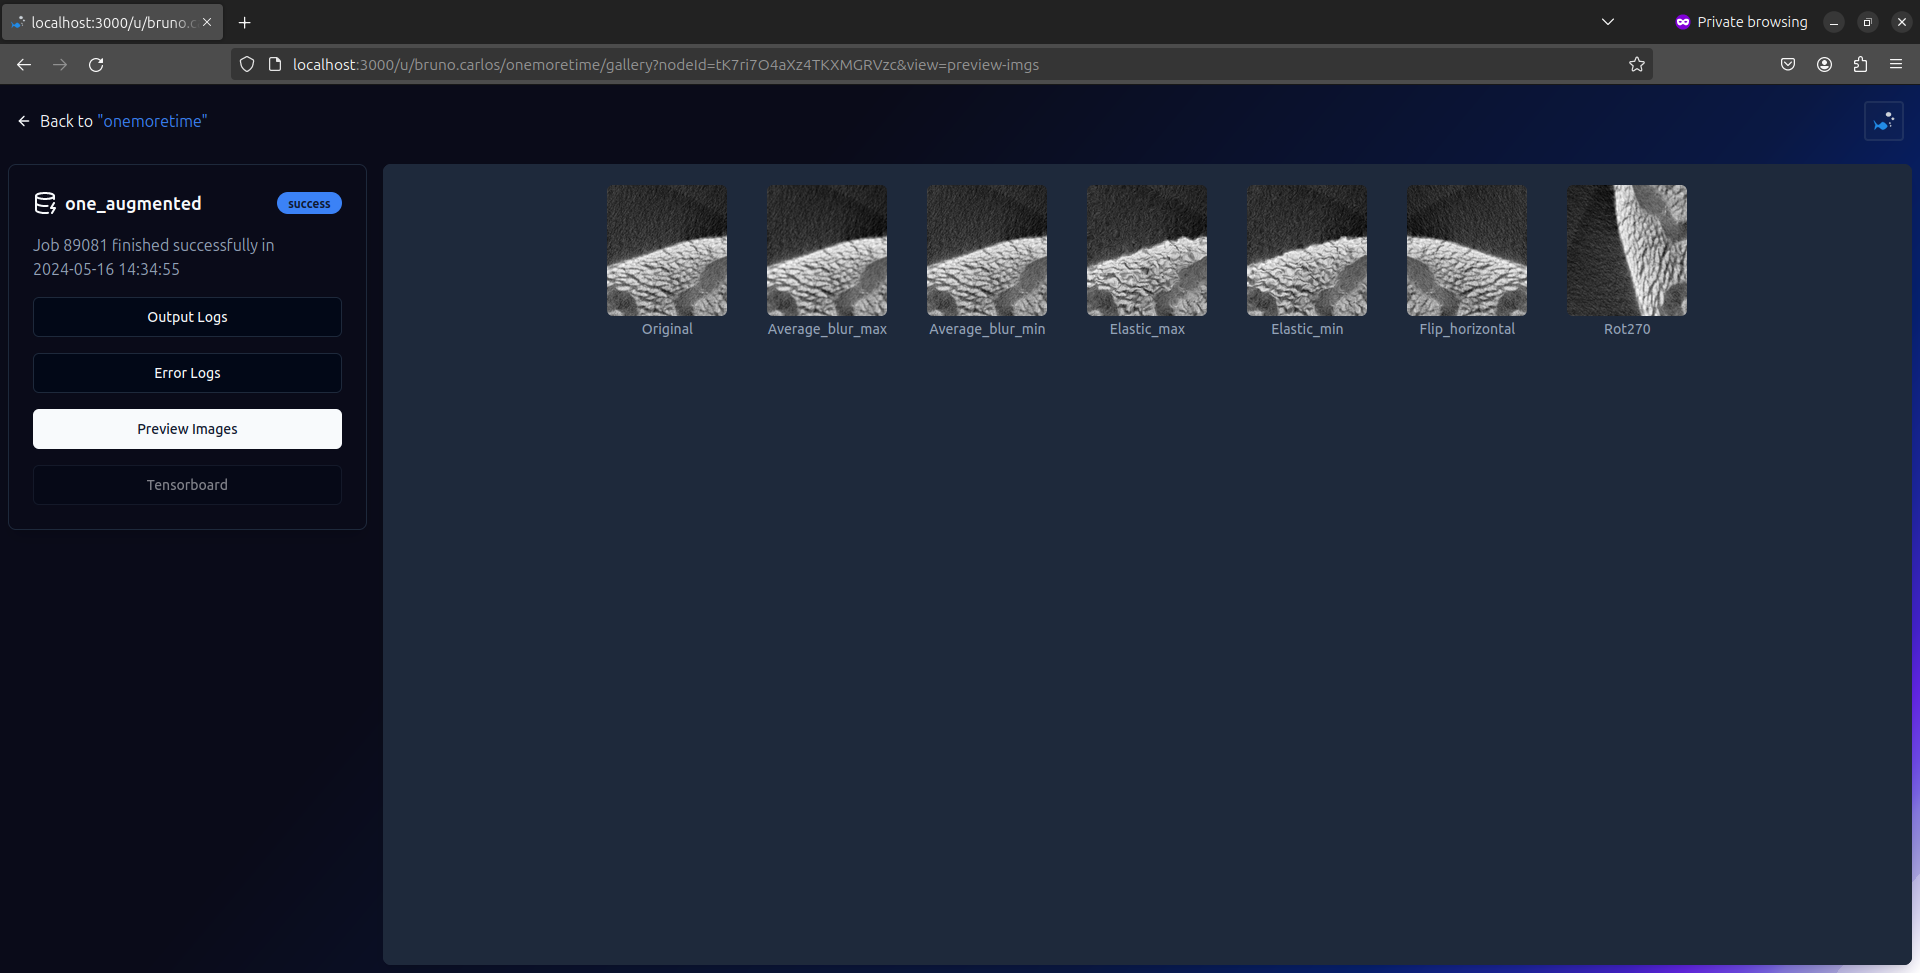 localhost:3000/u/bruno.c
Private browsing
localhost:3000/u/bruno.carlos/onemoretime/gallery?nodeId=tK7ri7O4aXz4TKXMGRVzc&view=preview-imgs
Back to "onemoretime"
one_augmented
success
Job 89081 finished successfully in
2024-05-16 14:34:55
Output Logs
Error Logs
Preview Images
Tensorboard
Original
Average_blur_max
Average_blur_min
Elastic_max
Elastic_min
Flip_horizontal
Rot270